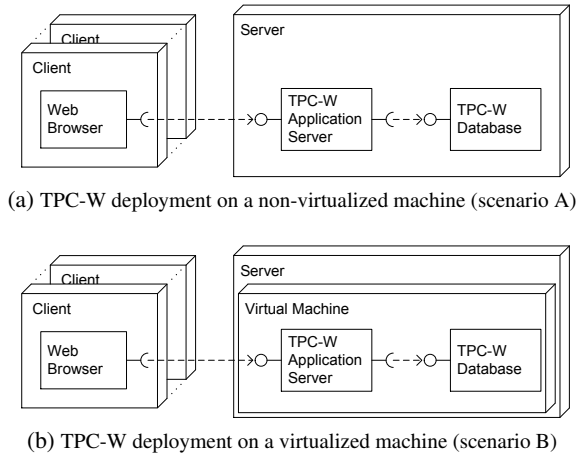 Client
Client
Web
Browser
Server
TPC-W
Application
Server
TPC-W
Database
(a) TPC-W deployment on a non-virtualized machine (scenario A)
Client
Client
Web
Browser
Server
Virtual Machine
TPC-W
Application
Server
TPC-W
Database
(b) TPC-W deployment on a virtualized machine (scenario B)